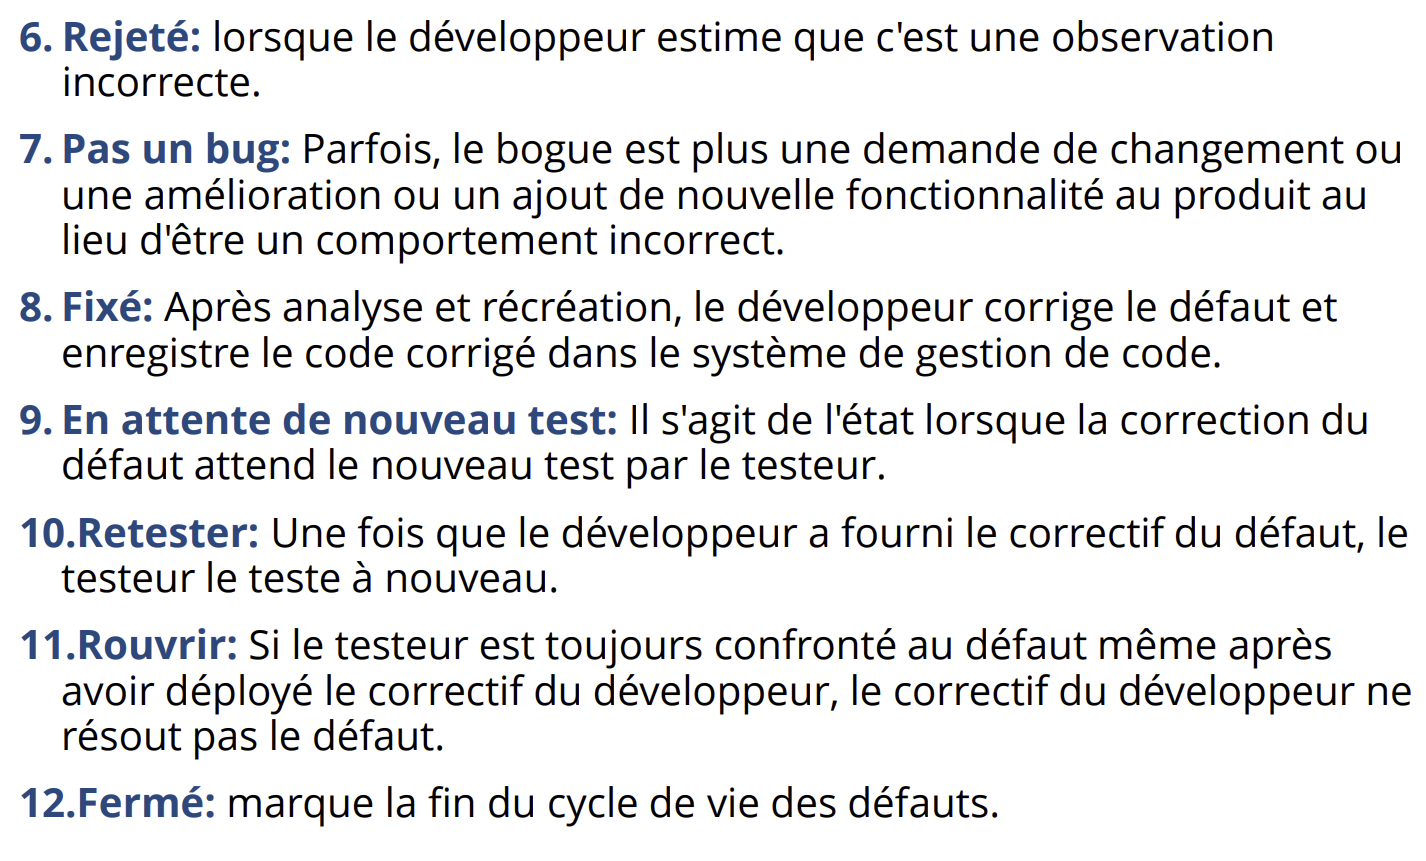 6. Rejeté: lorsque le développeur estime que c'est une observation
incorrecte.
7. Pas un bug: Parfois, le bogue est plus une demande de changement ou
une amélioration ou un ajout de nouvelle fonctionnalité au produit au
lieu d'être un comportement incorrect.
8. Fixé: Après analyse et récréation, le développeur corrige le défaut et
enregistre le code corrigé dans le système de gestion de code.
9. En attente de nouveau test: Il s'agit de l'état lorsque la correction du
défaut attend le nouveau test par le testeur.
10.Retester: Une fois que le développeur a fourni le correctif du défaut, le
testeur le teste à nouveau.
11.Rouvrir: Si le testeur est toujours confronté au défaut même après
avoir déployé le correctif du développeur, le correctif du développeur ne
résout pas le défaut.
12.Fermé: marque la fin du cycle de vie des défauts.